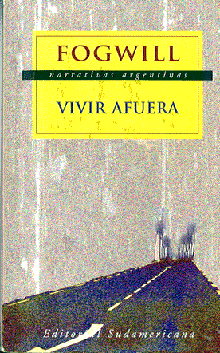 FOGWILL
narrativas argentinas
VIVIR AFUERA
Editorial Sudamericana